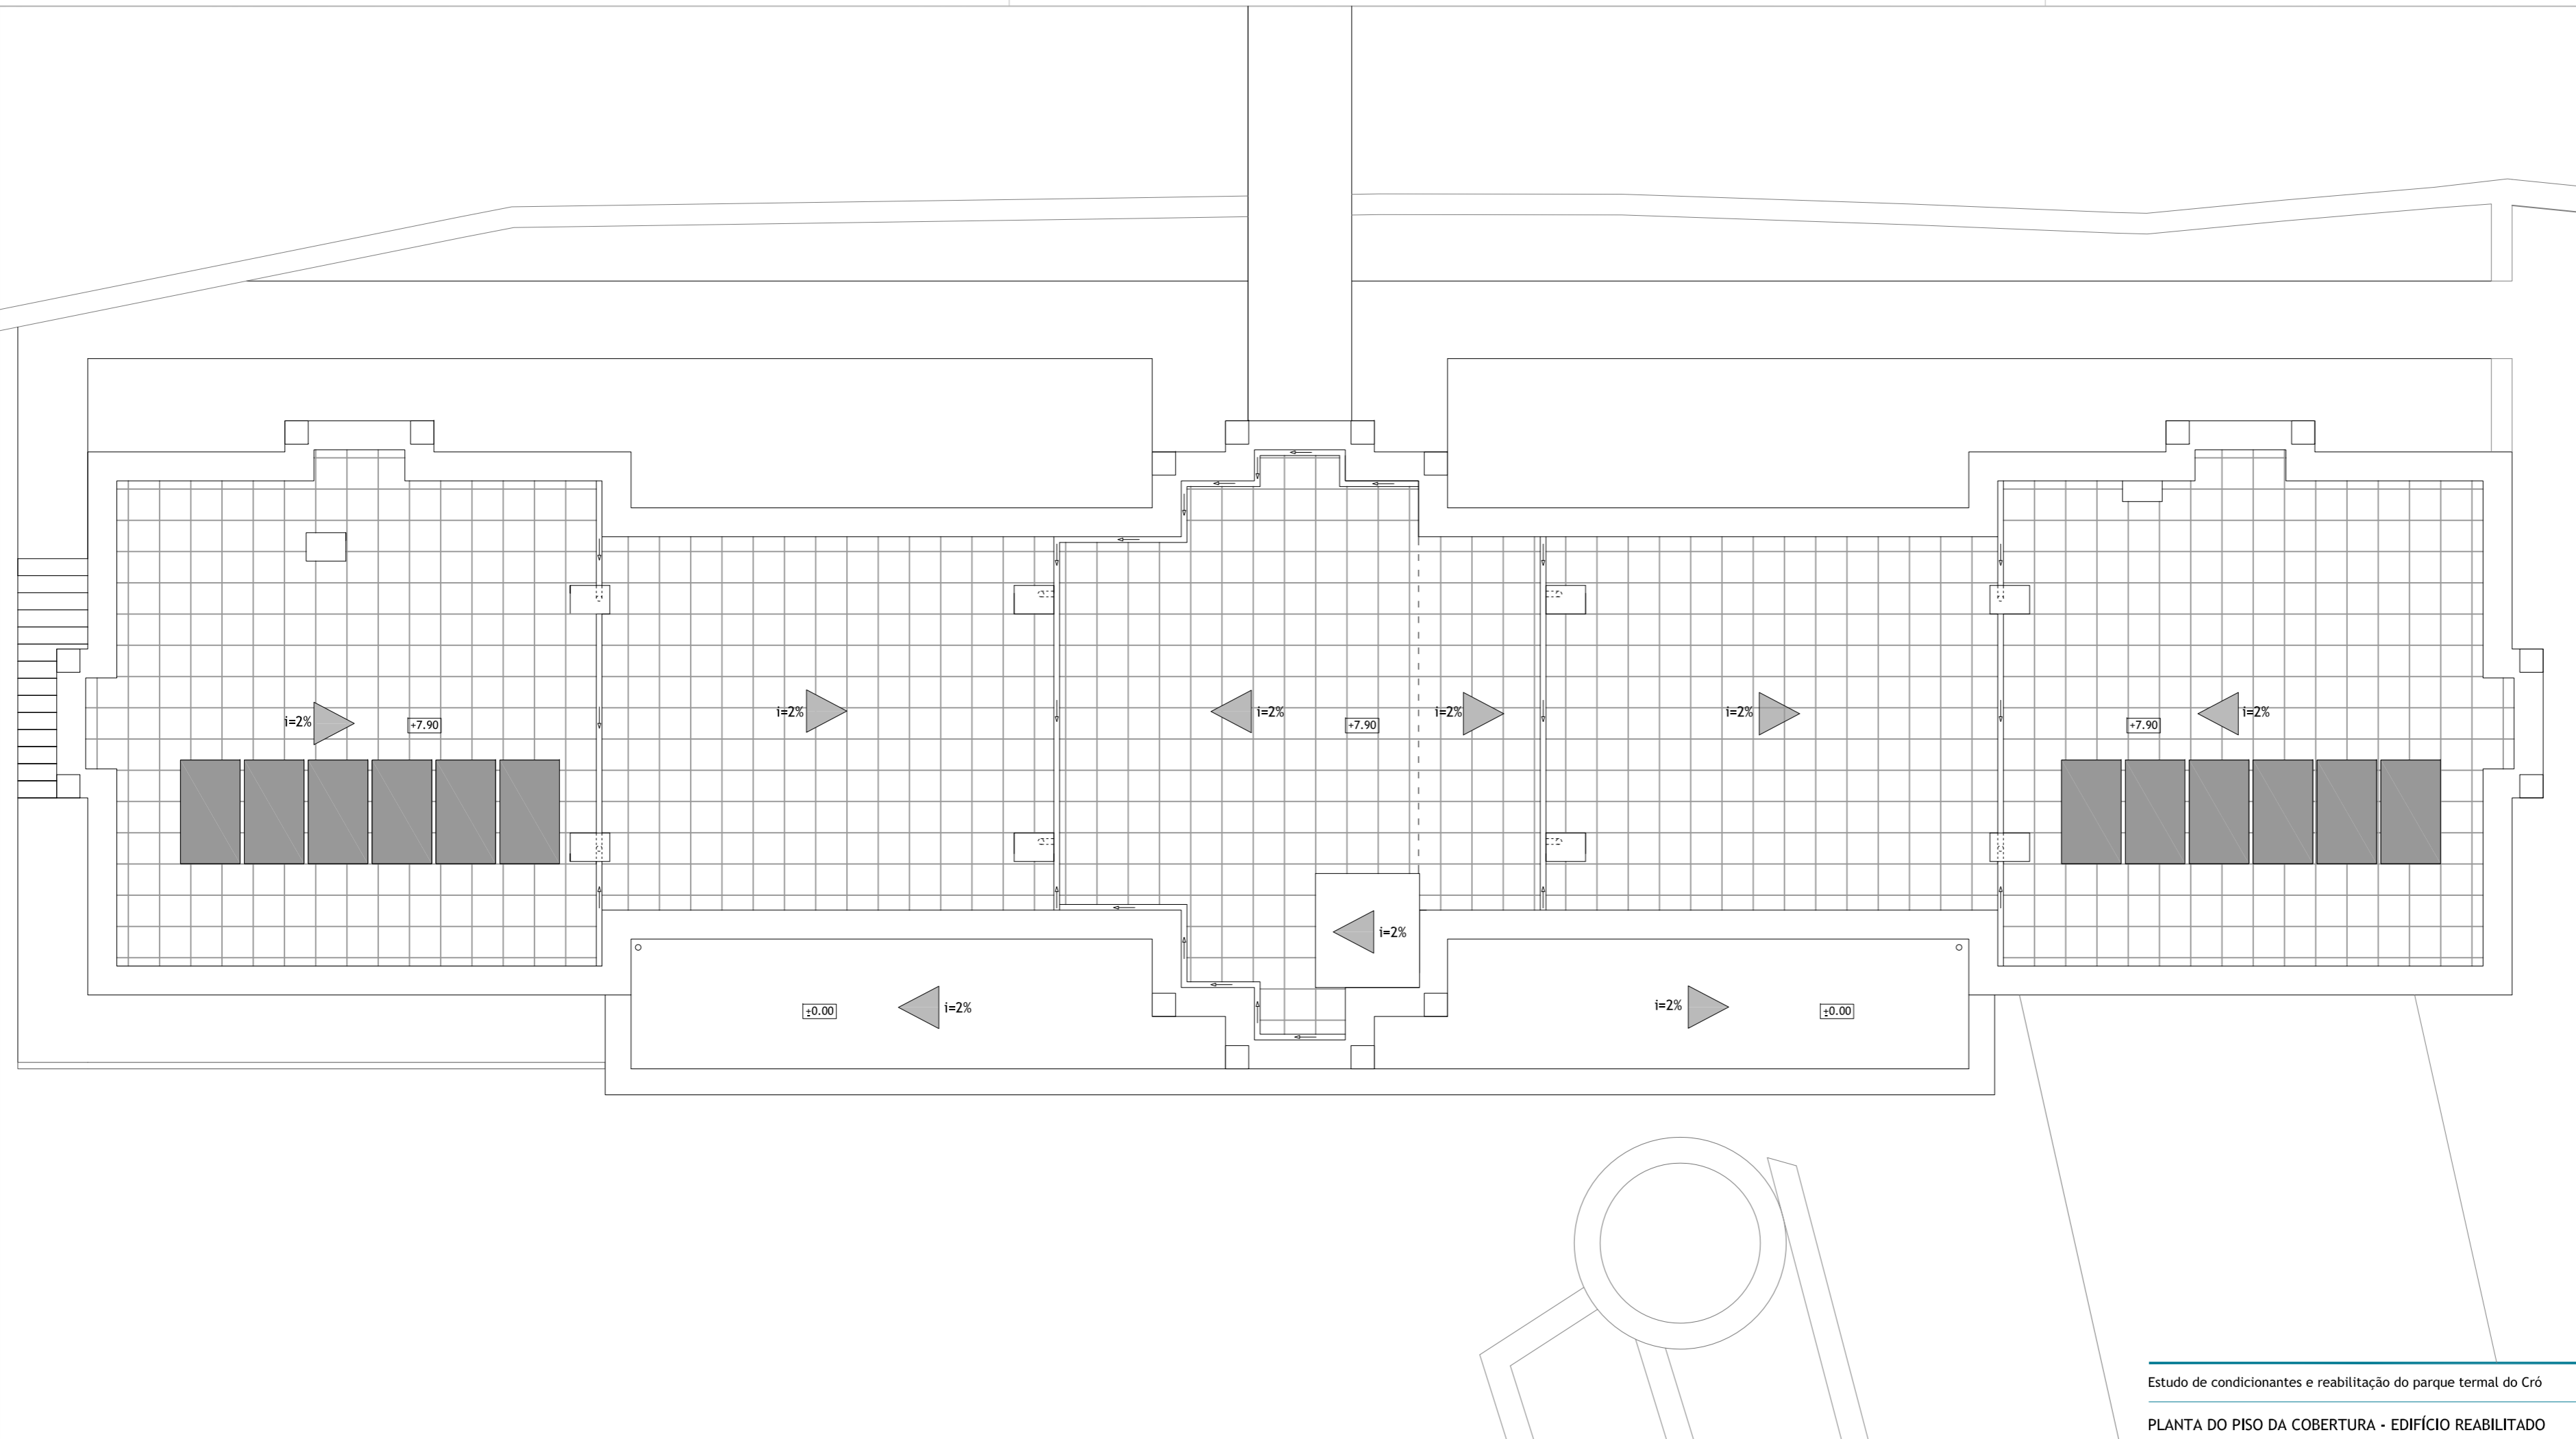 i=2%
+7.90
i=2%
i=2%
+7.90
i=2%
i=2%
+7.90
i=2%
i=2%
±0.00
i=2%
i=2%
±0.00
Estudo de condicionantes e reabilitação do parque termal do Cró
PLANTA DO PISO DA COBERTURA - EDIFÍCIO REABILITADO